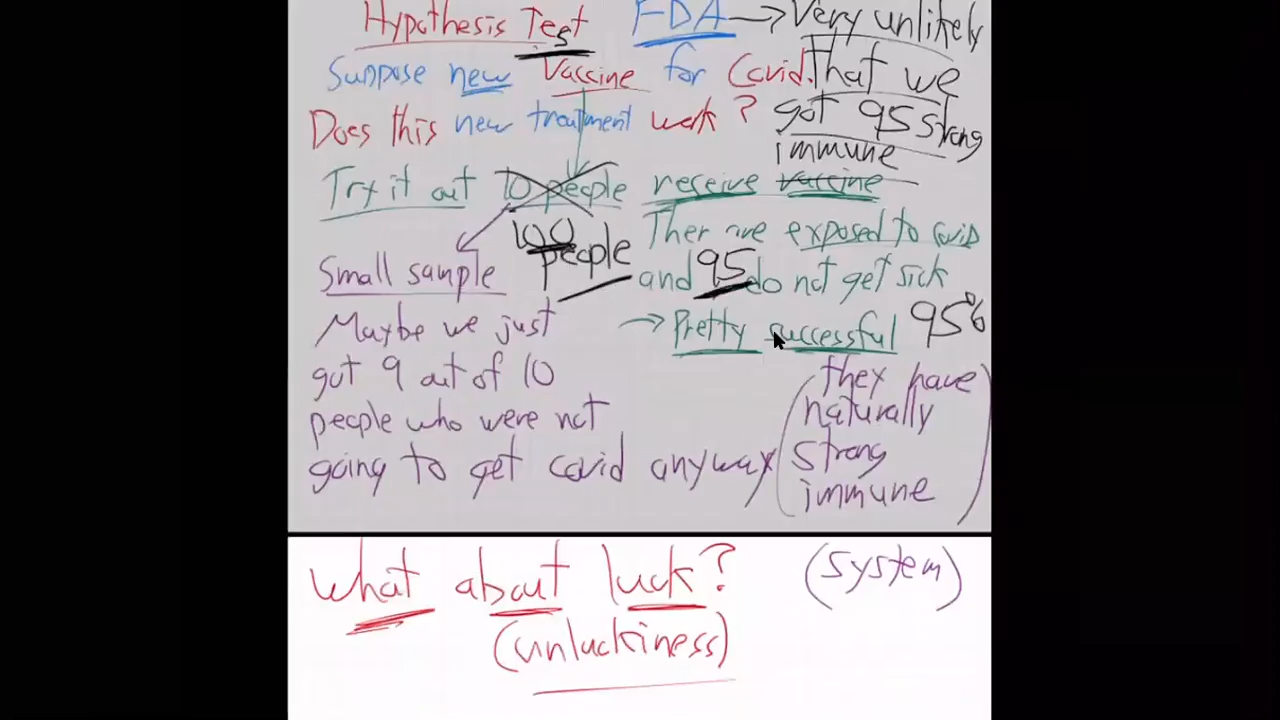 Hypothesis Test FDA → Very unlikely
Suppose new Vaccine for Covid. That we
Does this new treatment work? got 95 strong
immune
Try it out 10 people receive vaccine
100 people
Ther are exposed to covid
Small sample and 95 do not get sick
Maybe we just → Pretty successful 95%
got 9 out of 10
people who were not
going to get covid anyway (they have
naturally
strong
immune)
What about luck? (system)
(unluckiness)